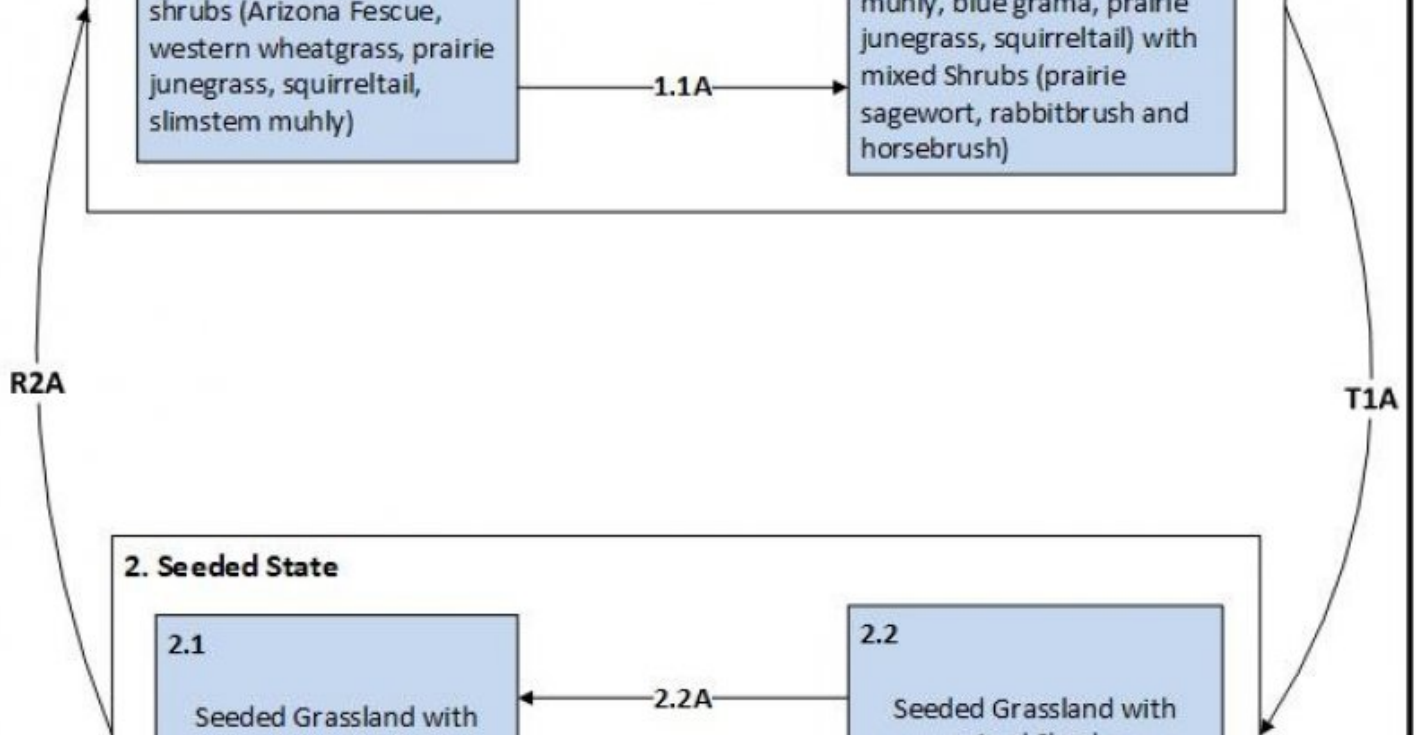 shrubs (Arizona Fescue,
western wheatgrass, prairie
junegrass, squirreltail,
slimstem muhly)
1.1A
muhly, blue grama, prairie
junegrass, squirreltail) with
mixed Shrubs (prairie
sagewort, rabbitbrush and
horsebrush)
R2A
T1A
2. Seeded State
2.1
Seeded Grassland with
2.2A
2.2
Seeded Grassland with